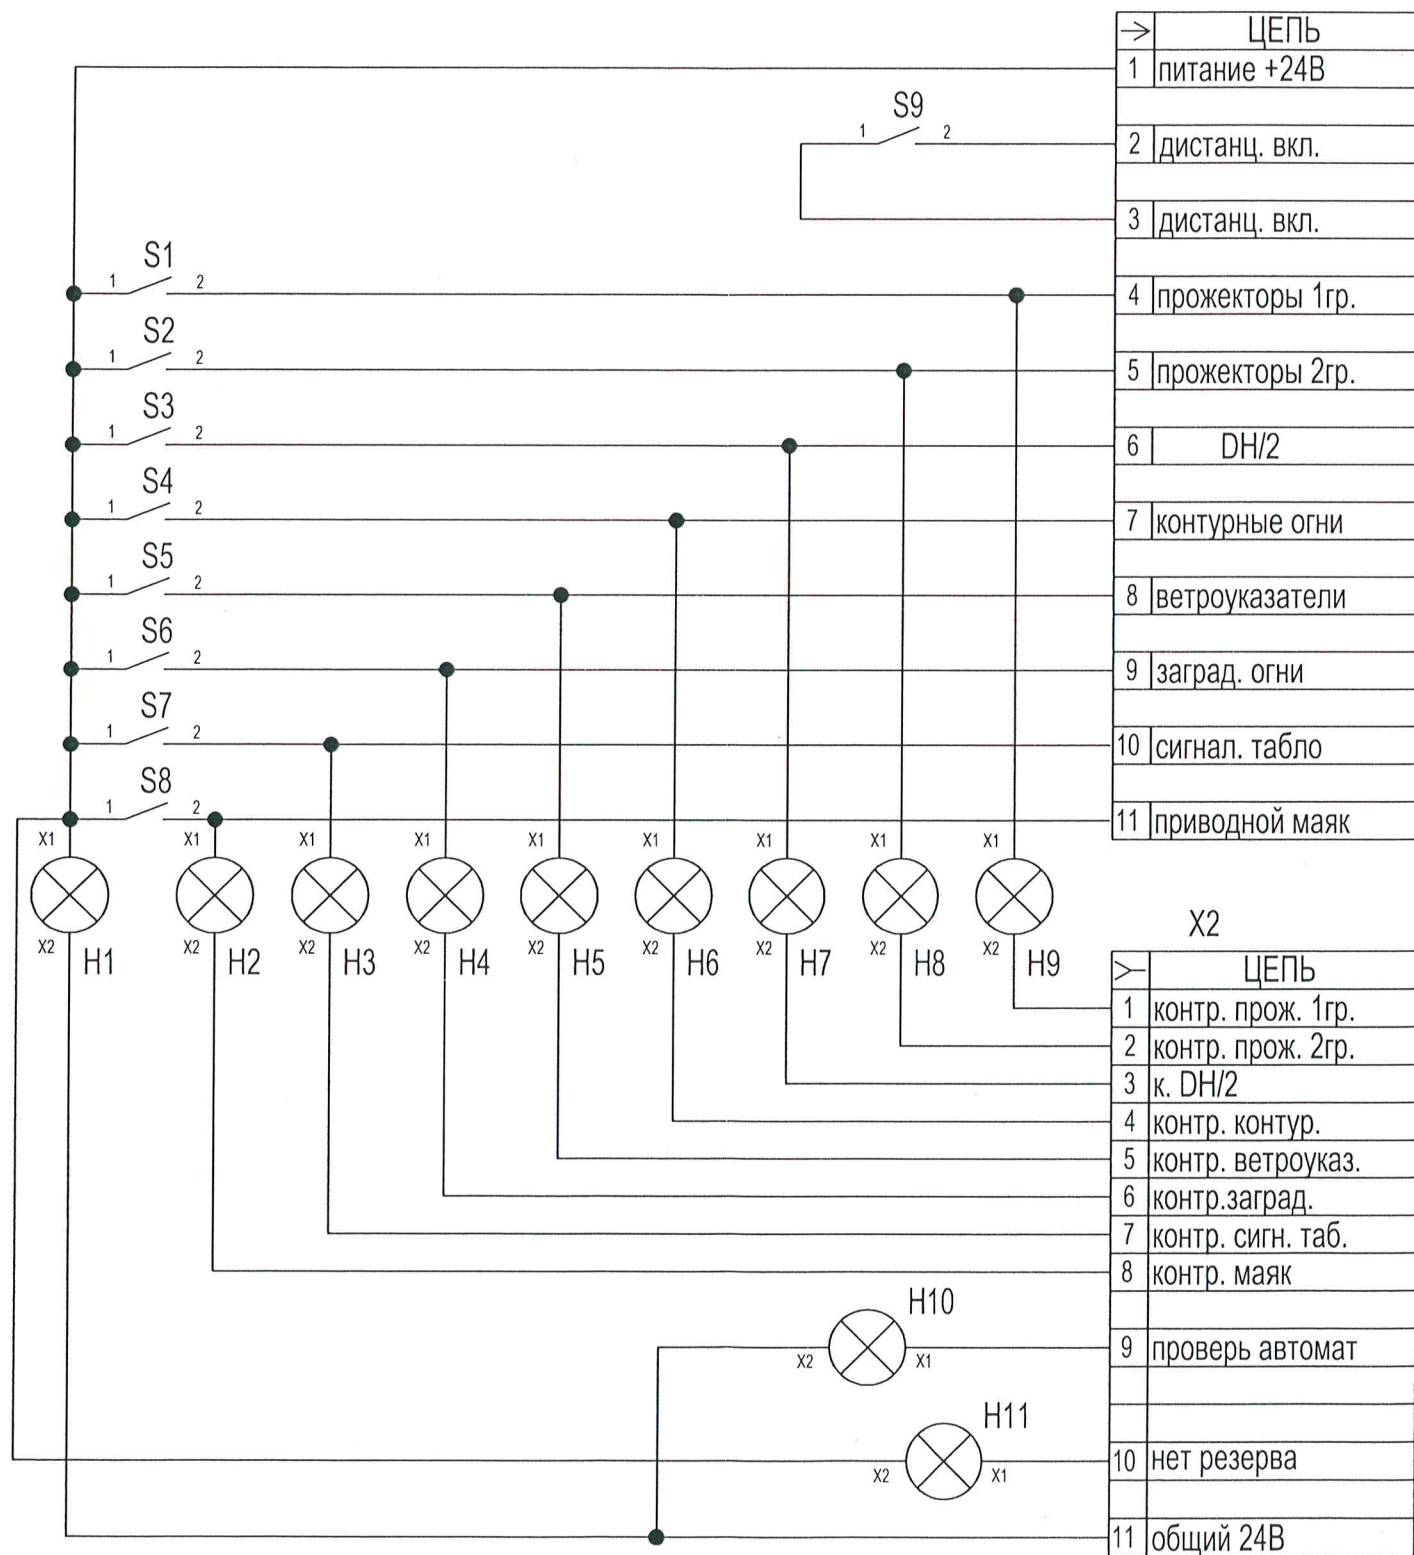 ЦЕПЬ
1 питание +24В
S9
1 2
2 дистанц. вкл.
3 дистанц. вкл.
S1
1 2
4 прожекторы 1гр.
S2
1 2
5 прожекторы 2гр.
S3
1 2
6 DH/2
S4
1 2
7 контурные огни
S5
1 2
8 ветроуказатели
S6
1 2
9 заград. огни
S7
1 2
10 сигнал. табло
S8
1 2
11 приводной маяк
X1 X1 X1 X1 X1 X1 X1 X1 X1
X2 X2 X2 X2 X2 X2 X2 X2 X2
H1 H2 H3 H4 H5 H6 H7 H8 H9
X2
ЦЕПЬ
1 контр. прож. 1гр.
2 контр. прож. 2гр.
3 к. DH/2
4 контр. контур.
5 контр. ветроуказ.
6 контр.заград.
7 контр. сигн. таб.
8 контр. маяк
H10
X2 X1
9 проверь автомат
H11
X2 X1
10 нет резерва
11 общий 24В